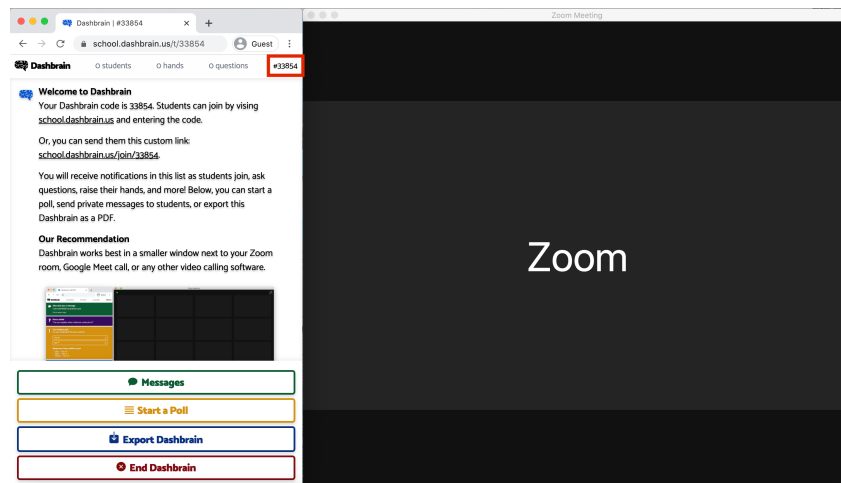 Dashbrain | #33854
Zoom Meeting
school.dashbrain.us/t/33854
Guest
Dashbrain
0 students
0 hands
0 questions
#33854
Welcome to Dashbrain
Your Dashbrain code is 33854. Students can join by vising
school.dashbrain.us and entering the code.
Or, you can send them this custom link:
school.dashbrain.us/join/33854.
You will receive notifications in this list as students join, ask
questions, raise their hands, and more! Below, you can start a
poll, send private messages to students, or export this
Dashbrain as a PDF.
Our Recommendation
Dashbrain works best in a smaller window next to your Zoom
room, Google Meet call, or any other video calling software.
Zoom
Messages
Start a Poll
Export Dashbrain
End Dashbrain